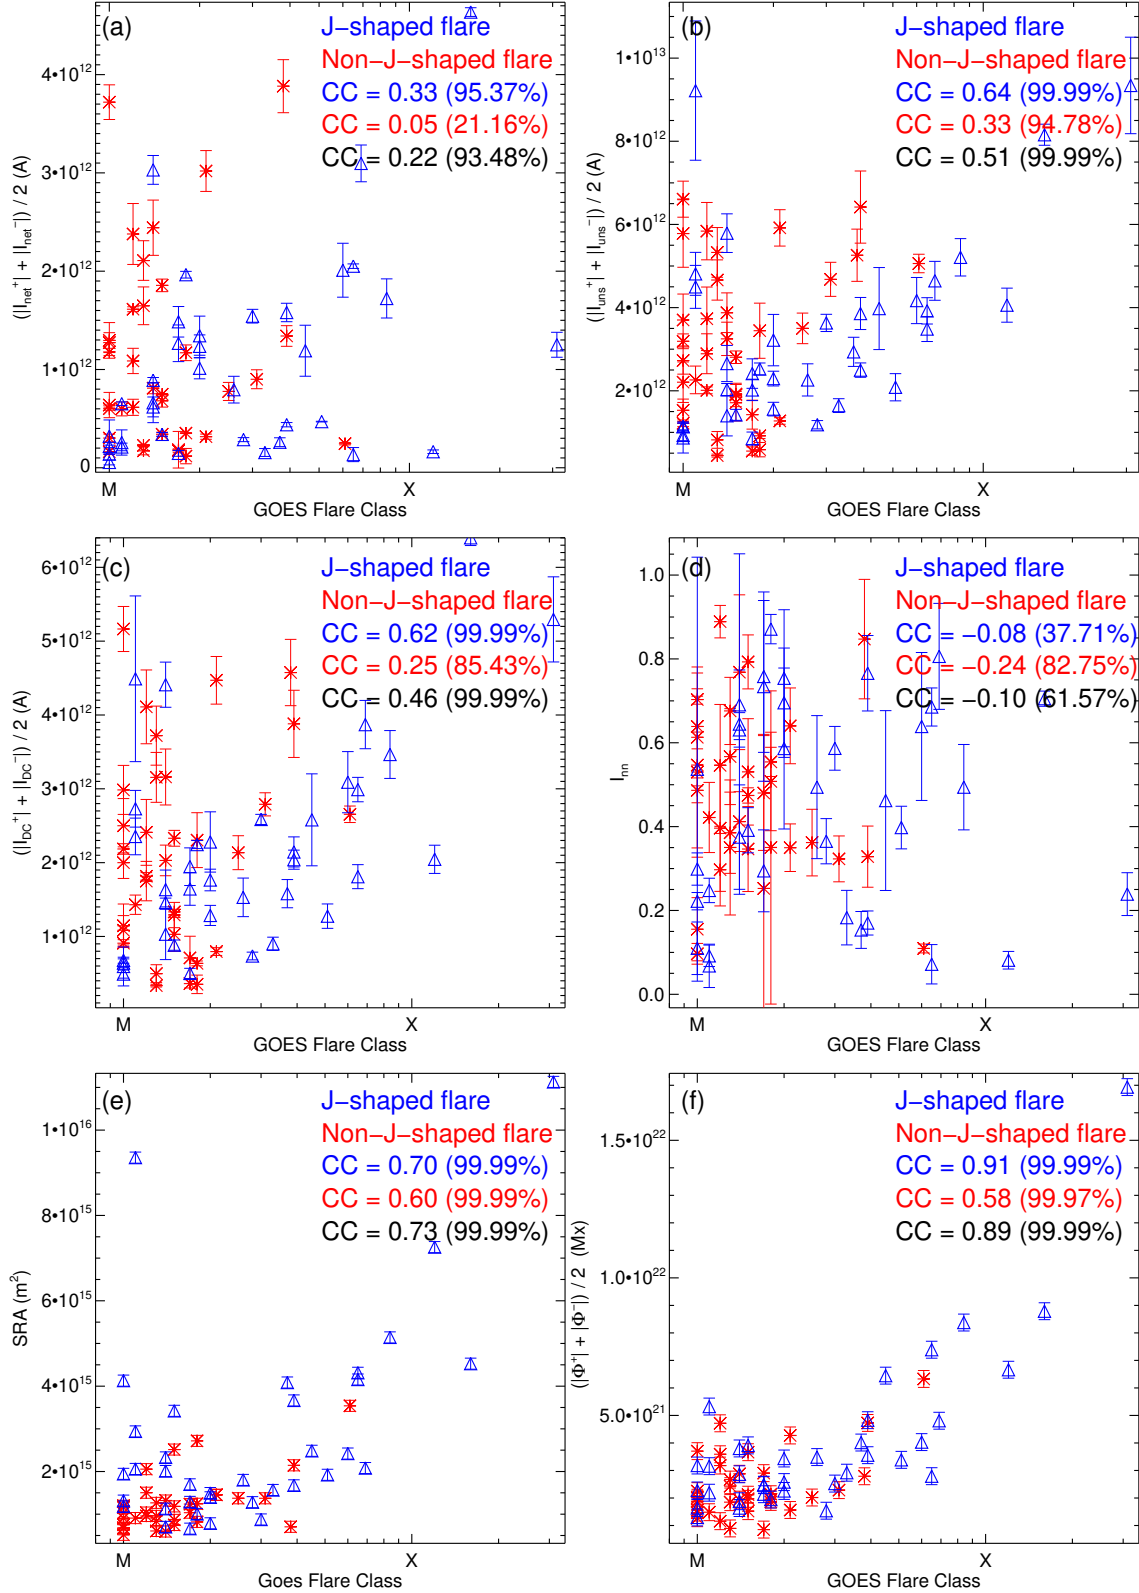 (a)
J-shaped flare
Non-J-shaped flare
CC = 0.33 (95.37%)
CC = 0.05 (21.16%)
CC = 0.22 (93.48%)
4•10¹²
3•10¹²
2•10¹²
1•10¹²
0
(|I_net⁺| + |I_net⁻|) / 2 (A)
M X
GOES Flare Class
(b)
J-shaped flare
Non-J-shaped flare
CC = 0.64 (99.99%)
CC = 0.33 (94.78%)
CC = 0.51 (99.99%)
1•10¹³
8•10¹²
6•10¹²
4•10¹²
2•10¹²
(|I_uns⁺| + |I_uns⁻|) / 2 (A)
M X
GOES Flare Class
(c)
J-shaped flare
Non-J-shaped flare
CC = 0.62 (99.99%)
CC = 0.25 (85.43%)
CC = 0.46 (99.99%)
6•10¹²
5•10¹²
4•10¹²
3•10¹²
2•10¹²
1•10¹²
(|I_DC⁺| + |I_DC⁻|) / 2 (A)
M X
GOES Flare Class
(d)
J-shaped flare
Non-J-shaped flare
CC = -0.08 (37.71%)
CC = -0.24 (82.75%)
CC = -0.10 (61.57%)
1.0
0.8
0.6
0.4
0.2
0.0
I_nn
M X
GOES Flare Class
(e)
J-shaped flare
Non-J-shaped flare
CC = 0.70 (99.99%)
CC = 0.60 (99.99%)
CC = 0.73 (99.99%)
1•10¹⁶
8•10¹⁵
6•10¹⁵
4•10¹⁵
2•10¹⁵
SRA (m²)
M X
Goes Flare Class
(f)
J-shaped flare
Non-J-shaped flare
CC = 0.91 (99.99%)
CC = 0.58 (99.97%)
CC = 0.89 (99.99%)
1.5•10²²
1.0•10²²
5.0•10²¹
(|Φ⁺| + |Φ⁻|) / 2 (Mx)
M X
GOES Flare Class